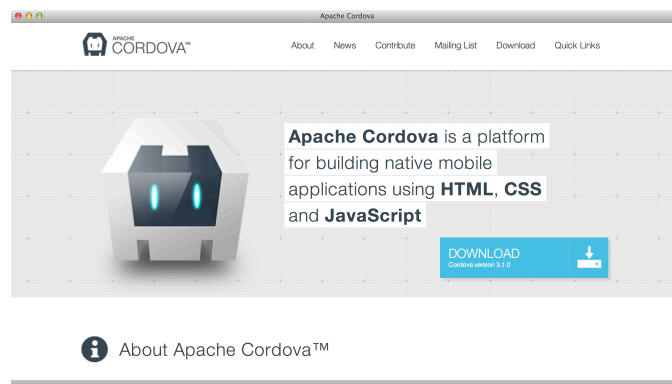 Apache Cordova
APACHE
CORDOVA™
About News Contribute Mailing List Download Quick Links
Apache Cordova is a platform
for building native mobile
applications using HTML, CSS
and JavaScript
DOWNLOAD
Cordova version 3.1.0
About Apache Cordova™